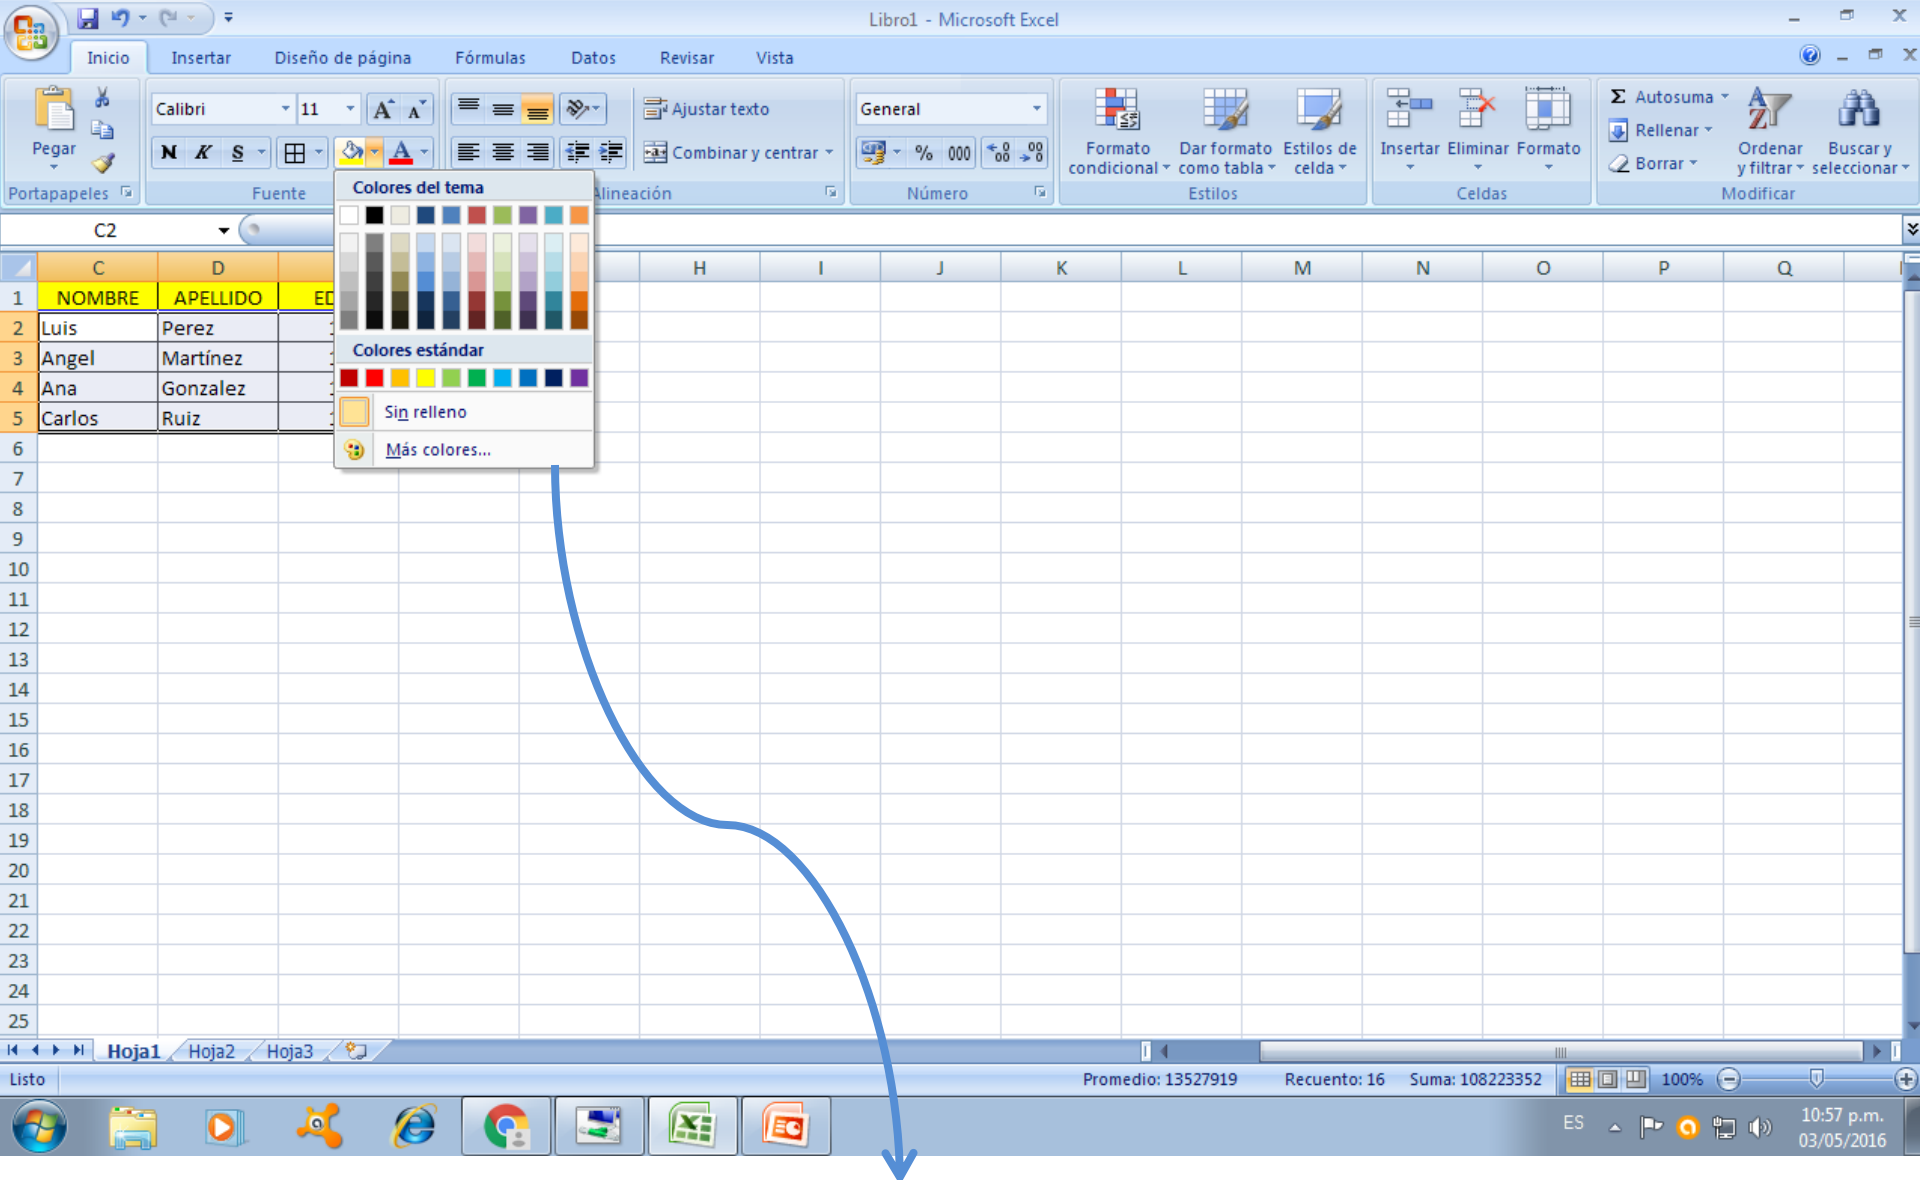 Libro1 - Microsoft Excel
Inicio Insertar Diseño de página Fórmulas Datos Revisar Vista
Calibri 11 A A Ajustar texto General Σ Autosuma
Rellenar
Pegar N K S A Combinar y centrar % 000 Formato condicional Dar formato como tabla Estilos de celda Insertar Eliminar Formato Borrar Ordenar y filtrar Buscar y seleccionar
Portapapeles Fuente Alineación Número Estilos Celdas Modificar
Colores del tema
C2
C D H I J K L M N O P Q
1 NOMBRE APELLIDO
2 Luis Perez
3 Angel Martínez
4 Ana Gonzalez
5 Carlos Ruiz
Colores estándar
Sin relleno
Más colores...
6
7
8
9
10
11
12
13
14
15
16
17
18
19
20
21
22
23
24
25
Hoja1 Hoja2 Hoja3
Listo Promedio: 13527919 Recuento: 16 Suma: 108223352 100%
ES 10:57 p.m.
03/05/2016